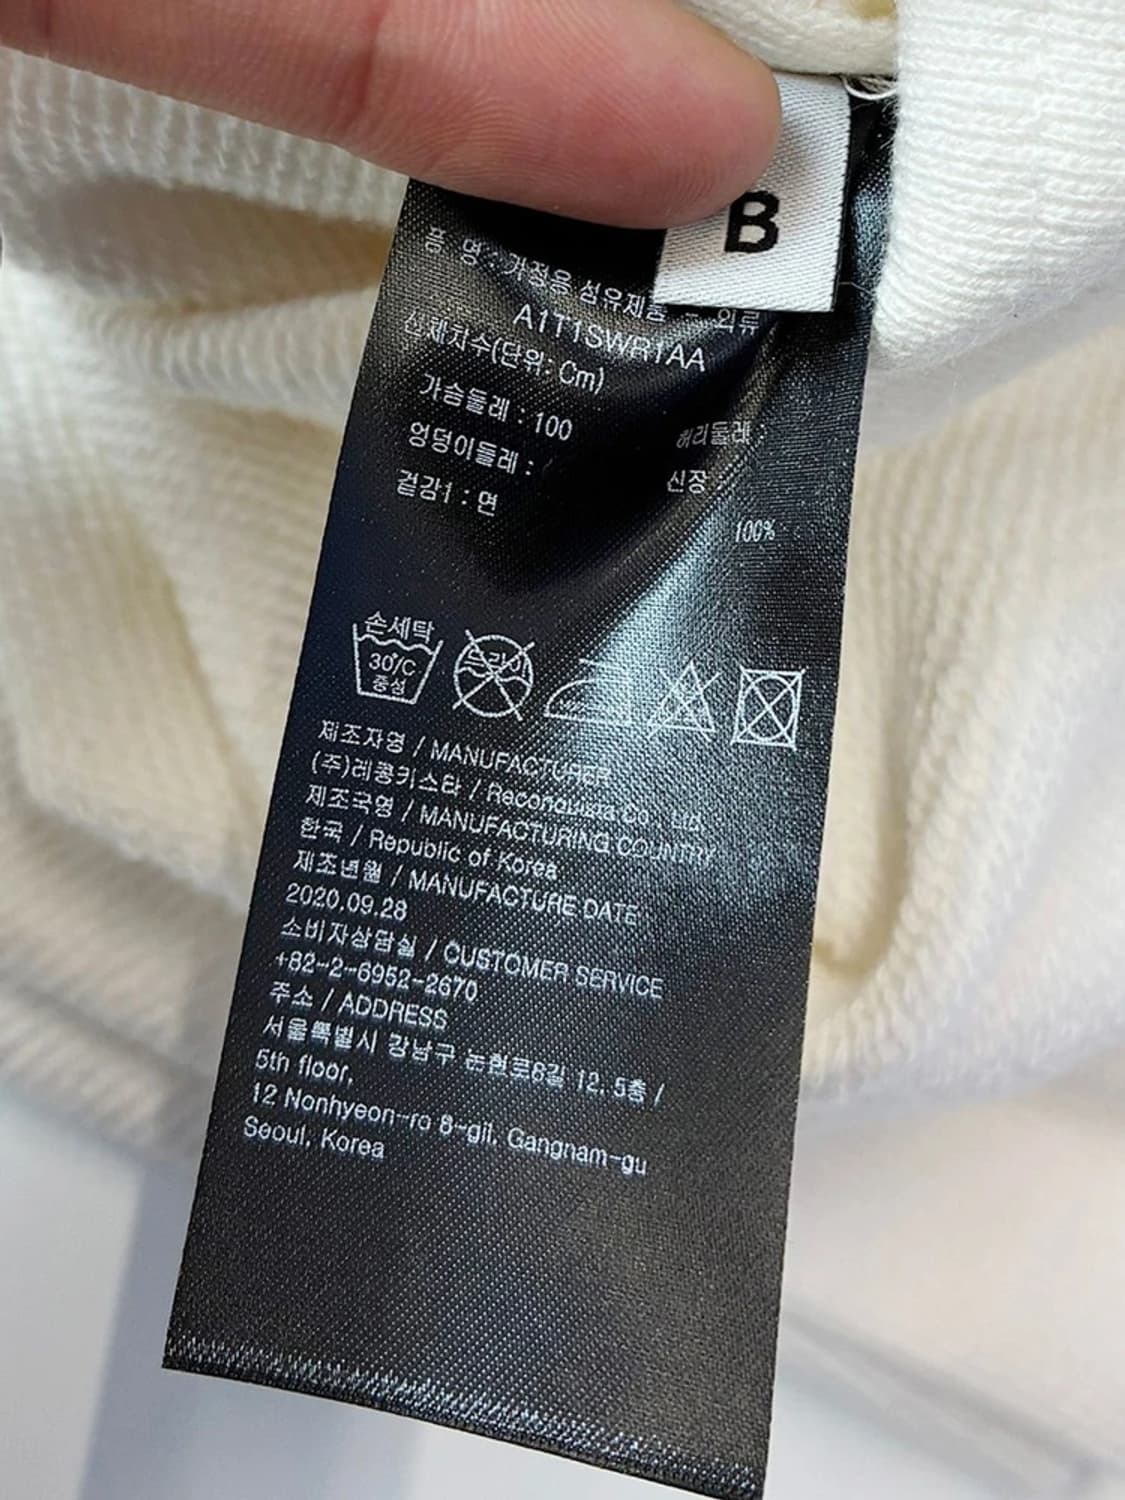 B
품 명 : 가정용 섬유제품 - 의류
A1T1SWR1AA
신체치수(단위: Cm)
가슴둘레 : 100 허리둘레 :
엉덩이둘레 : 신장 :
겉감1 : 면 100%
손세탁
30℃
중성
드라이
제조자명 / MANUFACTURER
(주)레콩키스타 / Reconquista Co., Ltd.
제조국명 / MANUFACTURING COUNTRY
한국 / Republic of Korea
제조년월 / MANUFACTURE DATE
2020.09.28
소비자상담실 / CUSTOMER SERVICE
+82-2-6952-2670
주소 / ADDRESS
서울특별시 강남구 논현로8길 12, 5층 /
5th floor,
12 Nonhyeon-ro 8-gil, Gangnam-gu
Seoul, Korea